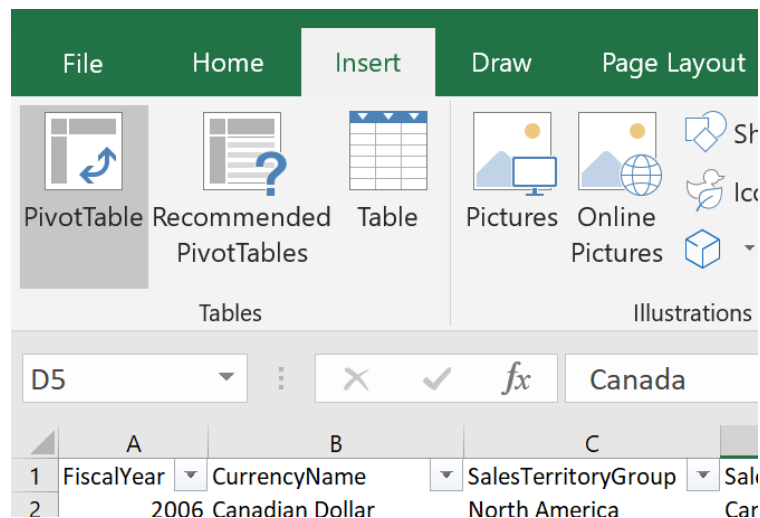 File Home Insert Draw Page Layout
PivotTable Recommended PivotTables Table Pictures Online Pictures
Tables Illustrations
D5 fx Canada
A B C
1 FiscalYear CurrencyName SalesTerritoryGroup
2 2006 Canadian Dollar North America